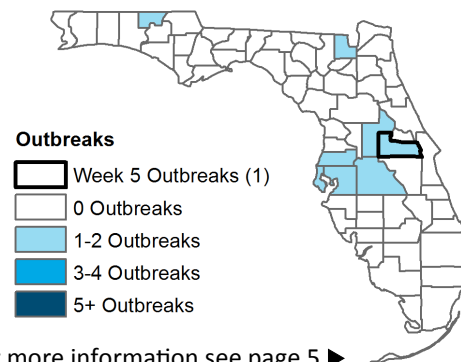 Outbreaks
Week 5 Outbreaks (1)
0 Outbreaks
1-2 Outbreaks
3-4 Outbreaks
5+ Outbreaks
more information see page 5 ▶